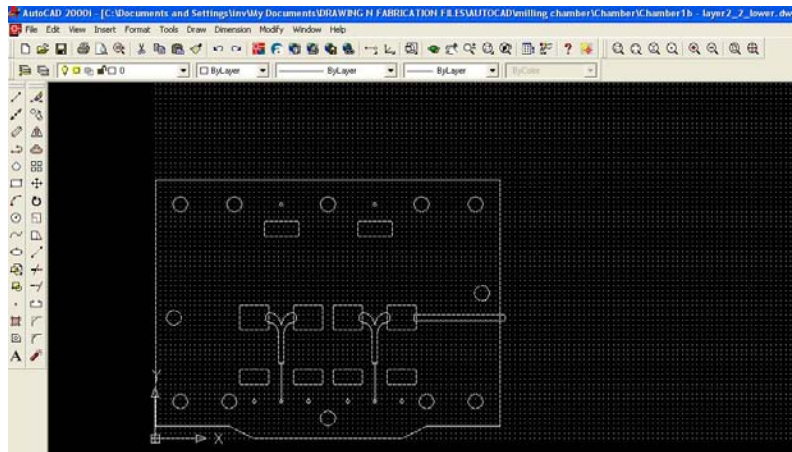 AutoCAD 2000i - [C:\Documents and Settings\inv\My Documents\DRAWING N FABRICATION FILES\AUTOCAD\milling chamber\Chamber\Chamber1b - layer2_2_lower.dw
File Edit View Insert Format Tools Draw Dimension Modify Window Help
0 ByLayer ByLayer ByLayer ByColor
A
Y
X